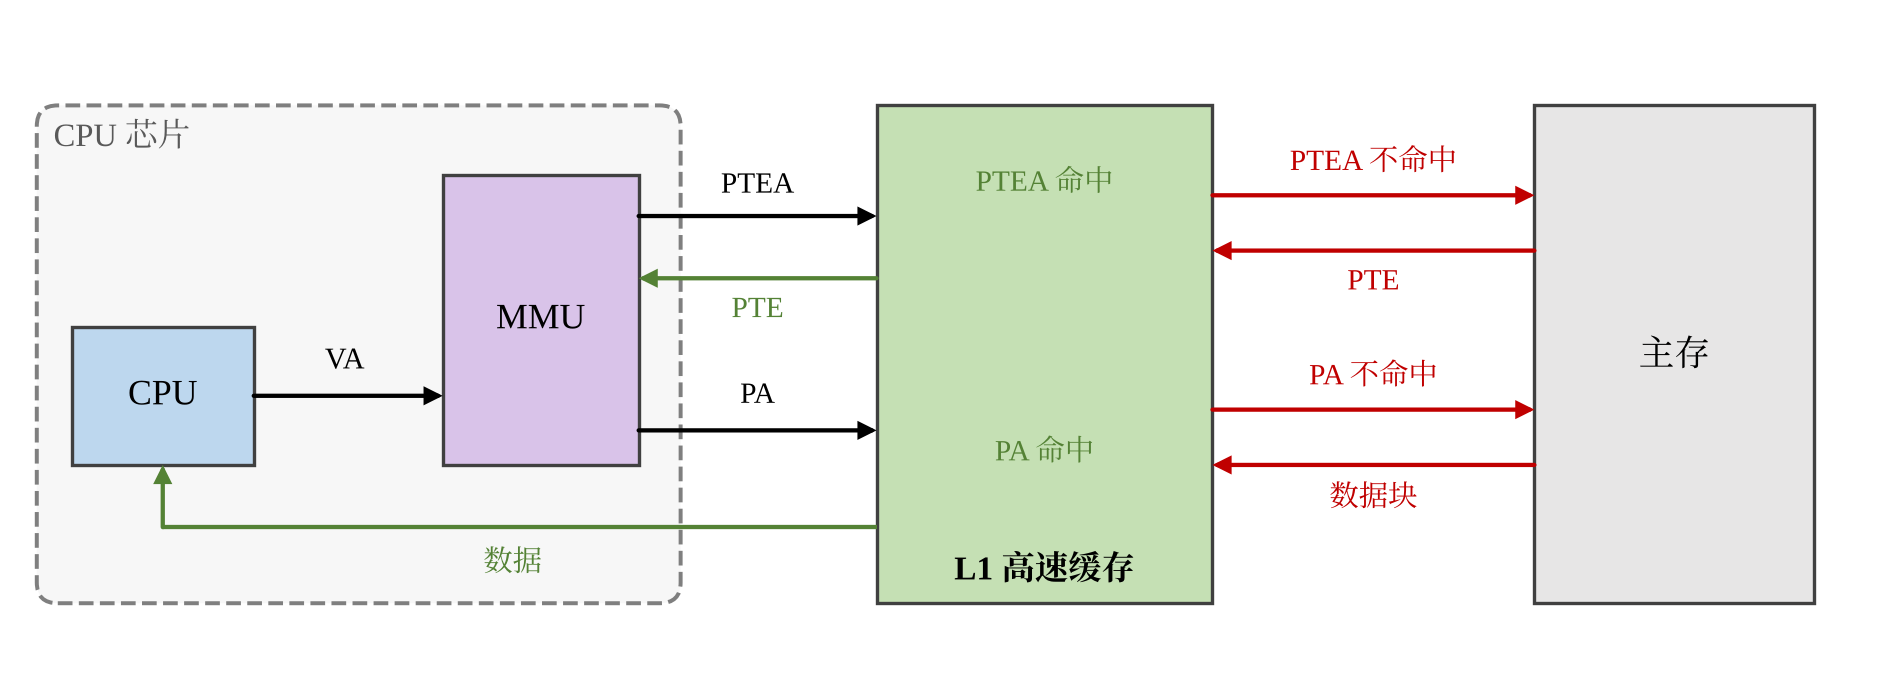 CPU 芯片
CPU
VA
MMU
PTEA
PTE
PA
数据
PTEA 命中
PA 命中
L1 高速缓存
PTEA 不命中
PTE
PA 不命中
数据块
主存